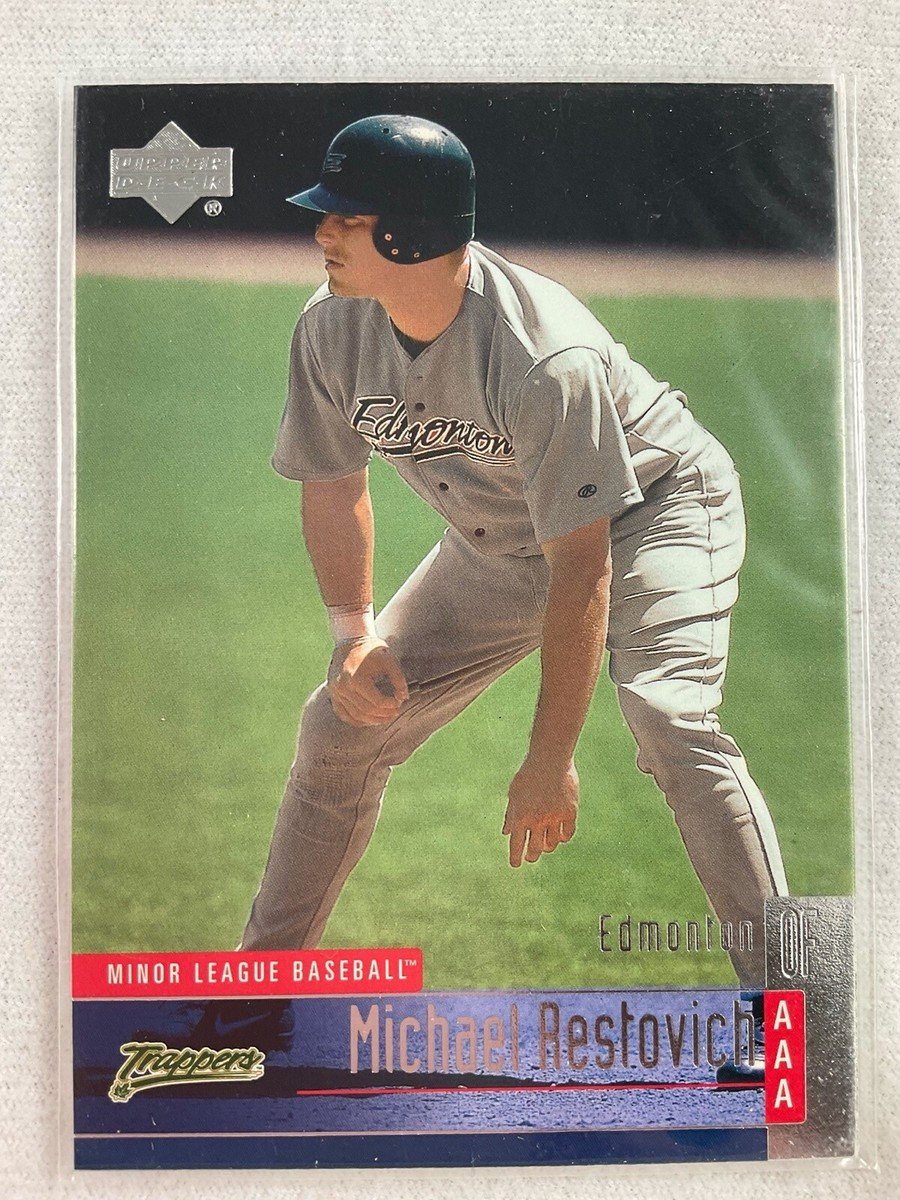 UPPER
DECK
®
E
Edmonton
R
Edmonton OF
MINOR LEAGUE BASEBALL™
Michael Restovich
AAA
Trappers